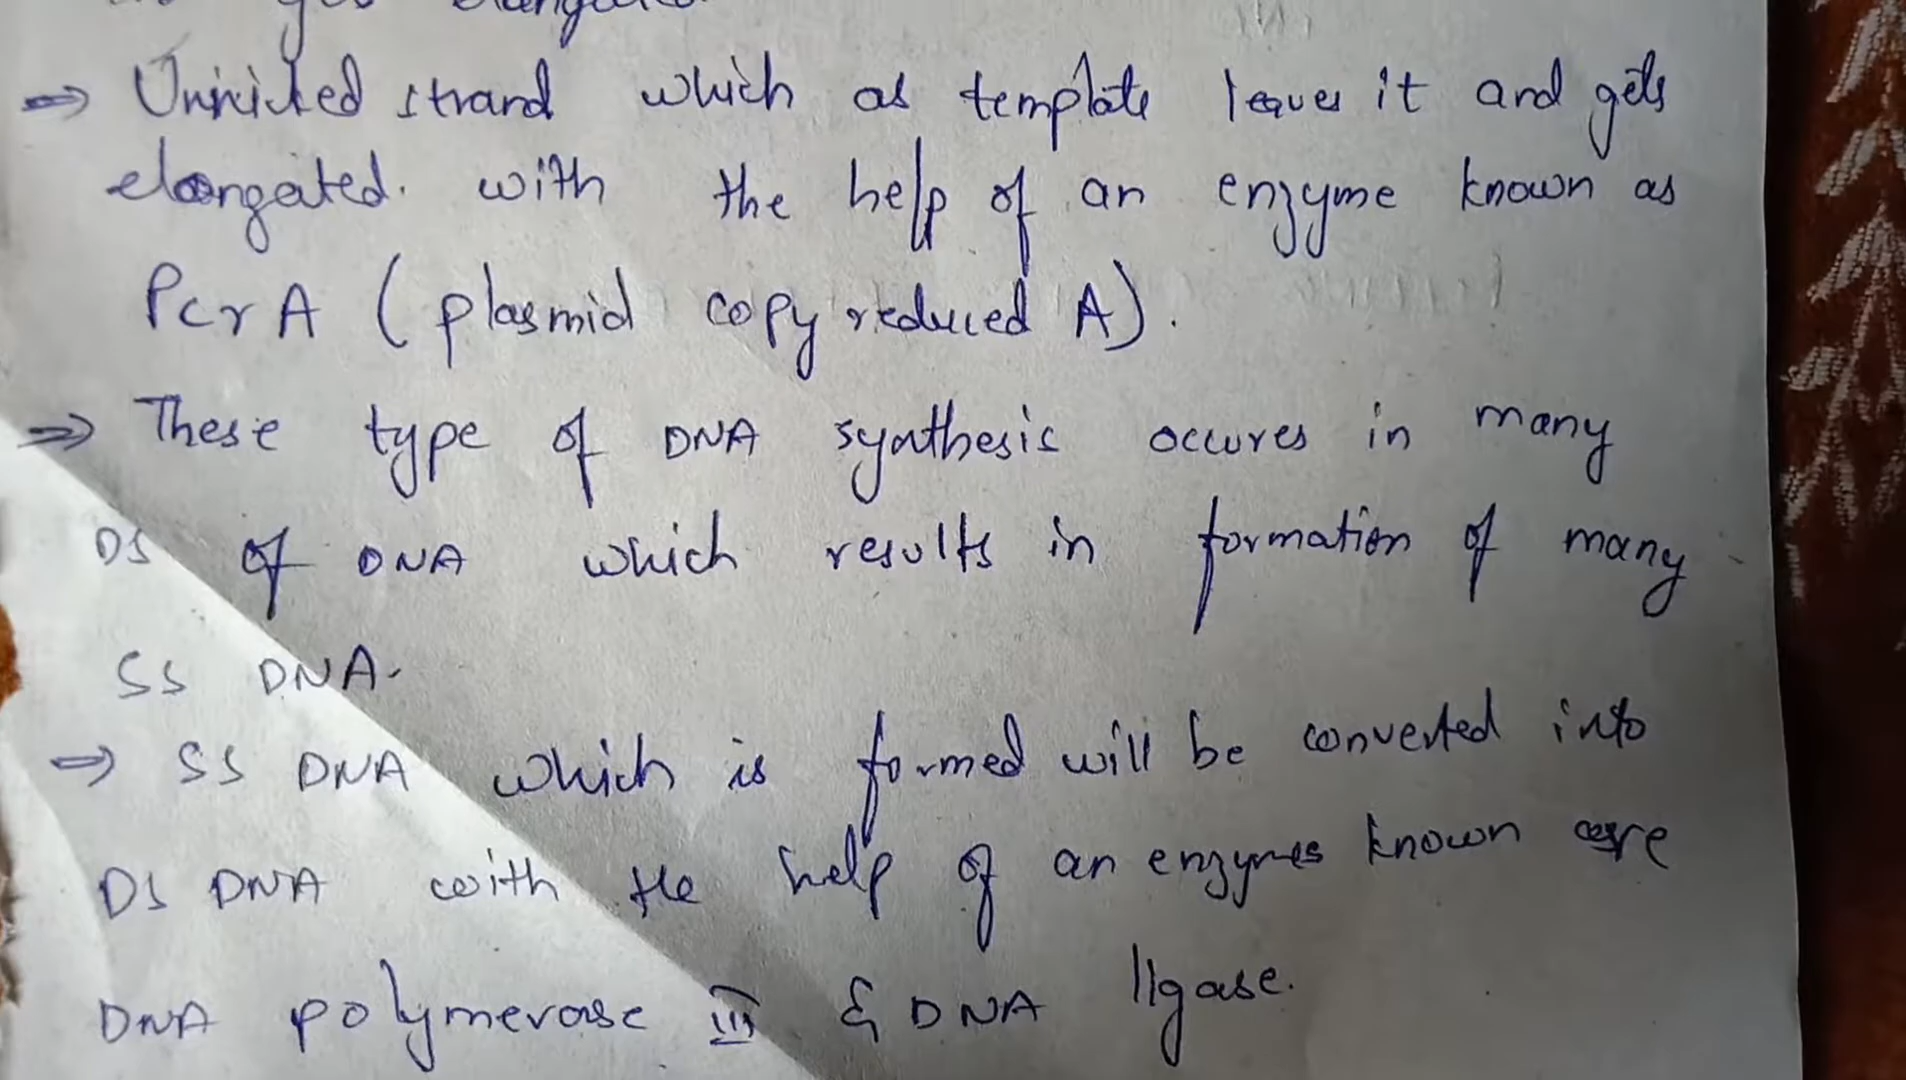 ⇒ Unnicked strand which as template leaves it and gets
elongated. with the help of an enzyme known as
PcrA (plasmid copy reduced A).
⇒ These type of DNA synthesis occures in many
DS of DNA which results in formation of many
SS DNA.
⇒ SS DNA which is formed will be converted into
DS DNA with the help of an enzymes known are
DNA polymerase III & DNA ligase.